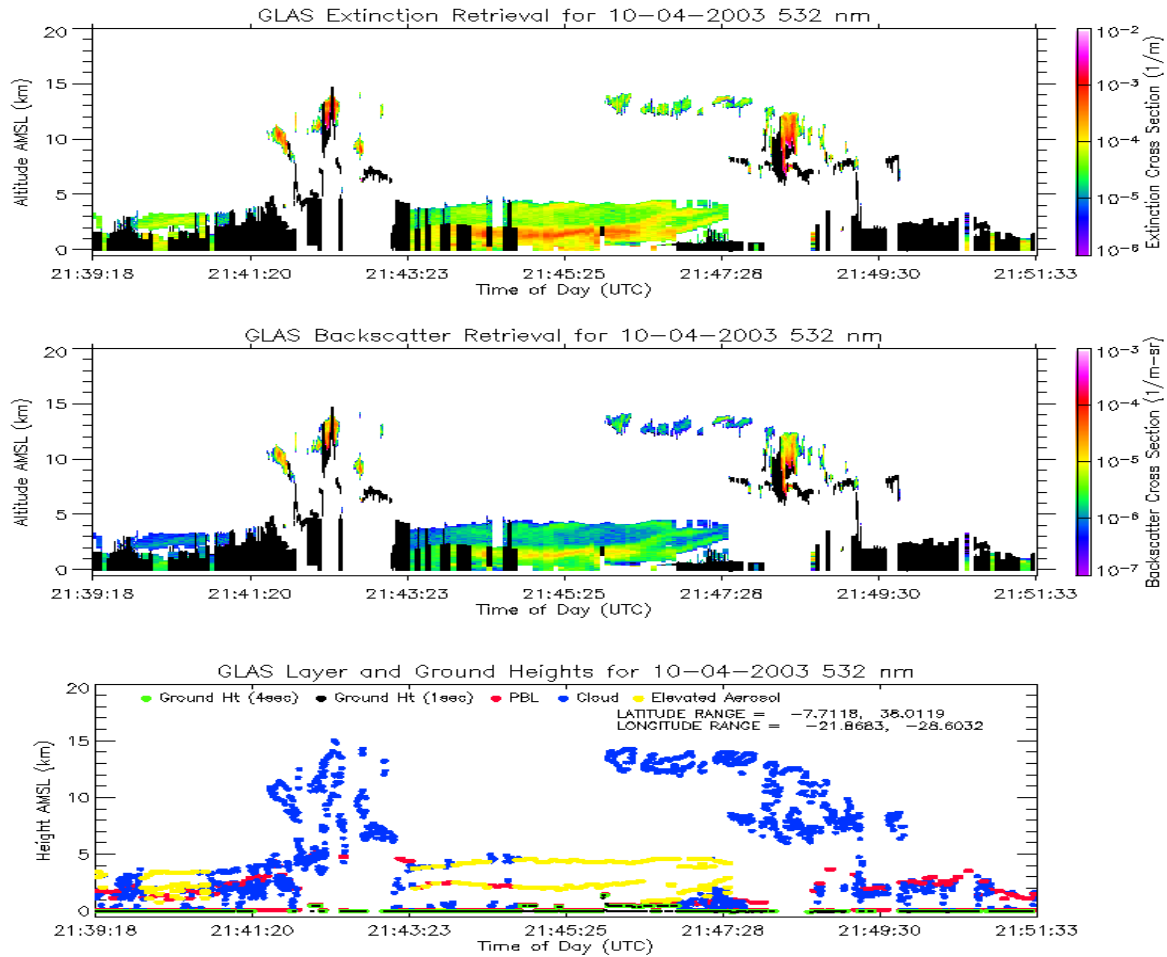 GLAS Extinction Retrieval for 10-04-2003 532 nm
Altitude AMSL (km)
20
15
10
5
0
21:39:18 21:41:20 21:43:23 21:45:25 21:47:28 21:49:30 21:51:33
Time of Day (UTC)
10-2
10-3
10-4
10-5
10-6
Extinction Cross Section (1/m)
GLAS Backscatter Retrieval for 10-04-2003 532 nm
Altitude AMSL (km)
20
15
10
5
0
21:39:18 21:41:20 21:43:23 21:45:25 21:47:28 21:49:30 21:51:33
Time of Day (UTC)
10-3
10-4
10-5
10-6
10-7
Backscatter Cross Section (1/m-sr)
GLAS Layer and Ground Heights for 10-04-2003 532 nm
Ground Ht (4sec) Ground Ht (1sec) PBL Cloud Elevated Aerosol
LATITUDE RANGE = -7.7118, 38.0119
LONGITUDE RANGE = -21.8683, -28.6032
Height AMSL (km)
20
15
10
5
0
21:39:18 21:41:20 21:43:23 21:45:25 21:47:28 21:49:30 21:51:33
Time of Day (UTC)